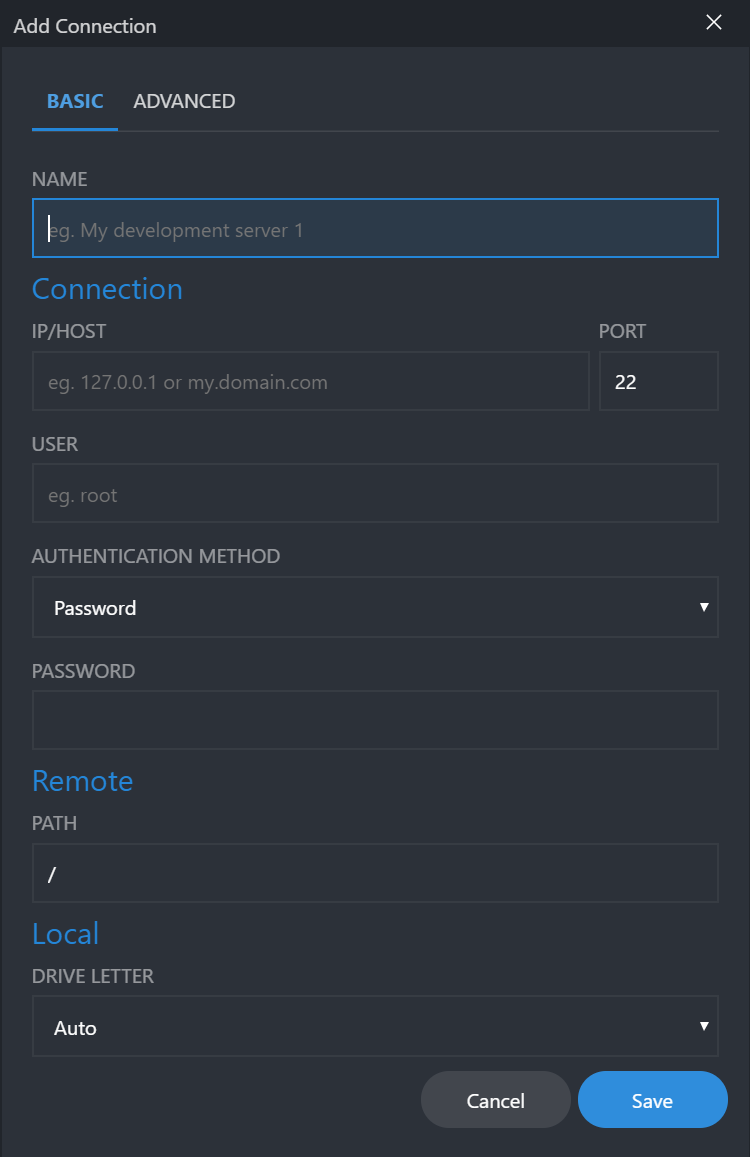 Add Connection
BASIC ADVANCED
NAME
eg. My development server 1
Connection
IP/HOST PORT
eg. 127.0.0.1 or my.domain.com 22
USER
eg. root
AUTHENTICATION METHOD
Password
PASSWORD
Remote
PATH
/
Local
DRIVE LETTER
Auto
Cancel Save